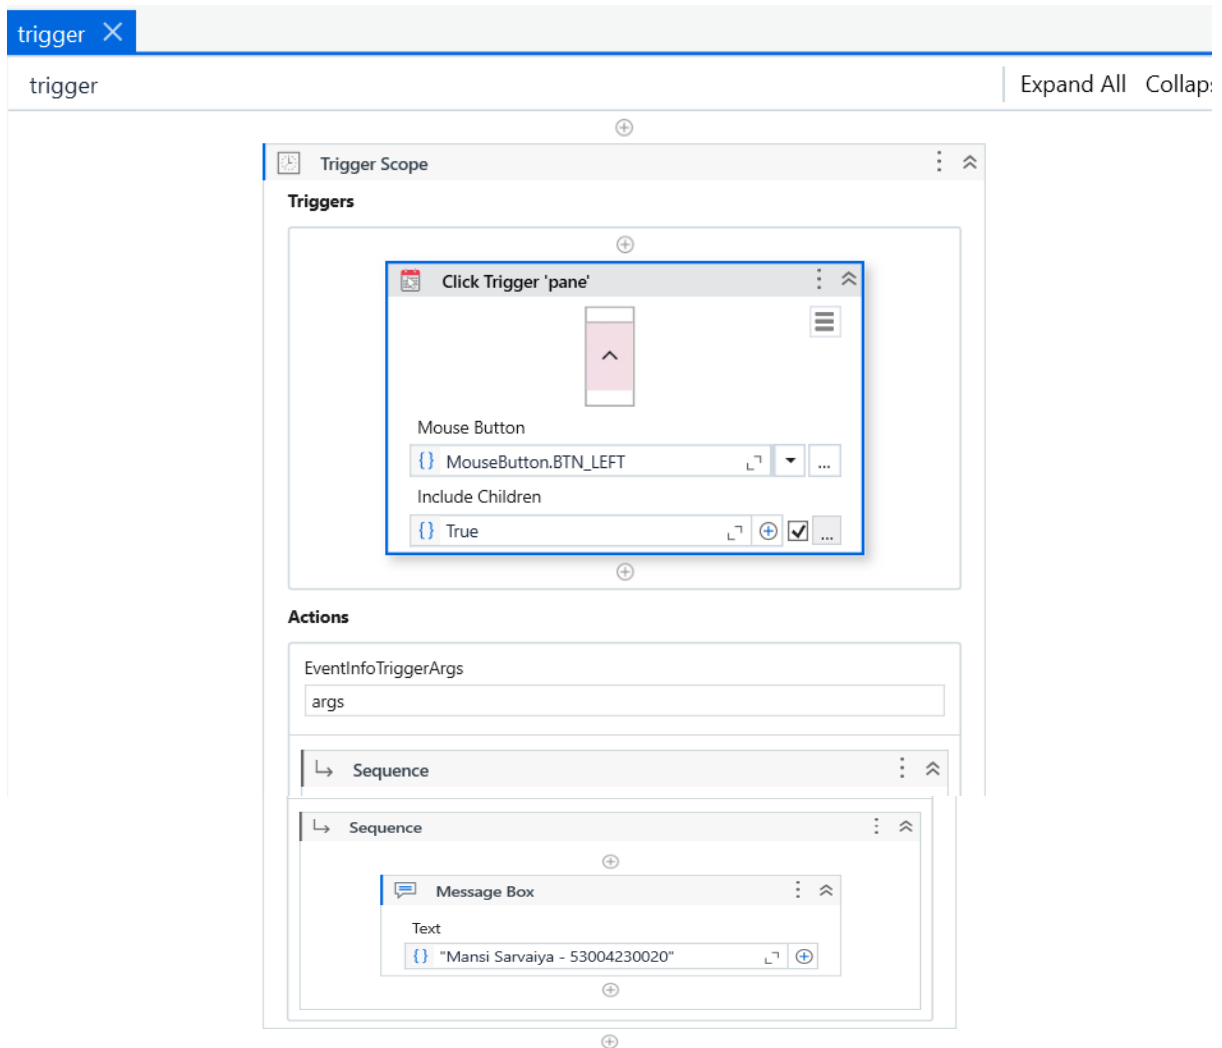 trigger
trigger
Expand All Collap
Trigger Scope
Triggers
Click Trigger 'pane'
Mouse Button
{} MouseButton.BTN_LEFT
...
Include Children
{} True
...
Actions
EventInfoTriggerArgs
args
Sequence
Sequence
Message Box
Text
{} "Mansi Sarvaiya - 53004230020"